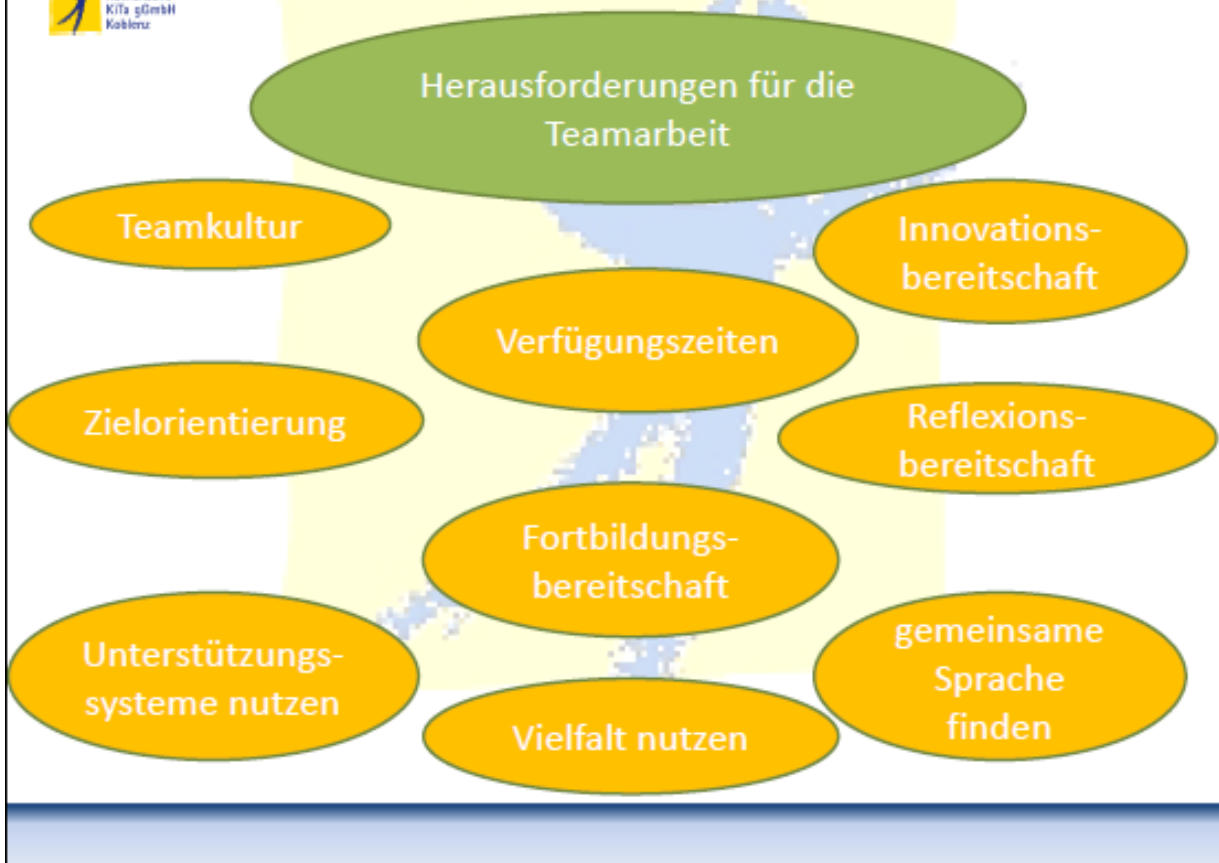 KiTa gGmbH
Koblenz
Herausforderungen für die
Teamarbeit
Teamkultur
Innovations-
bereitschaft
Verfügungszeiten
Zielorientierung
Reflexions-
bereitschaft
Fortbildungs-
bereitschaft
Unterstützungs-
systeme nutzen
gemeinsame
Sprache
finden
Vielfalt nutzen